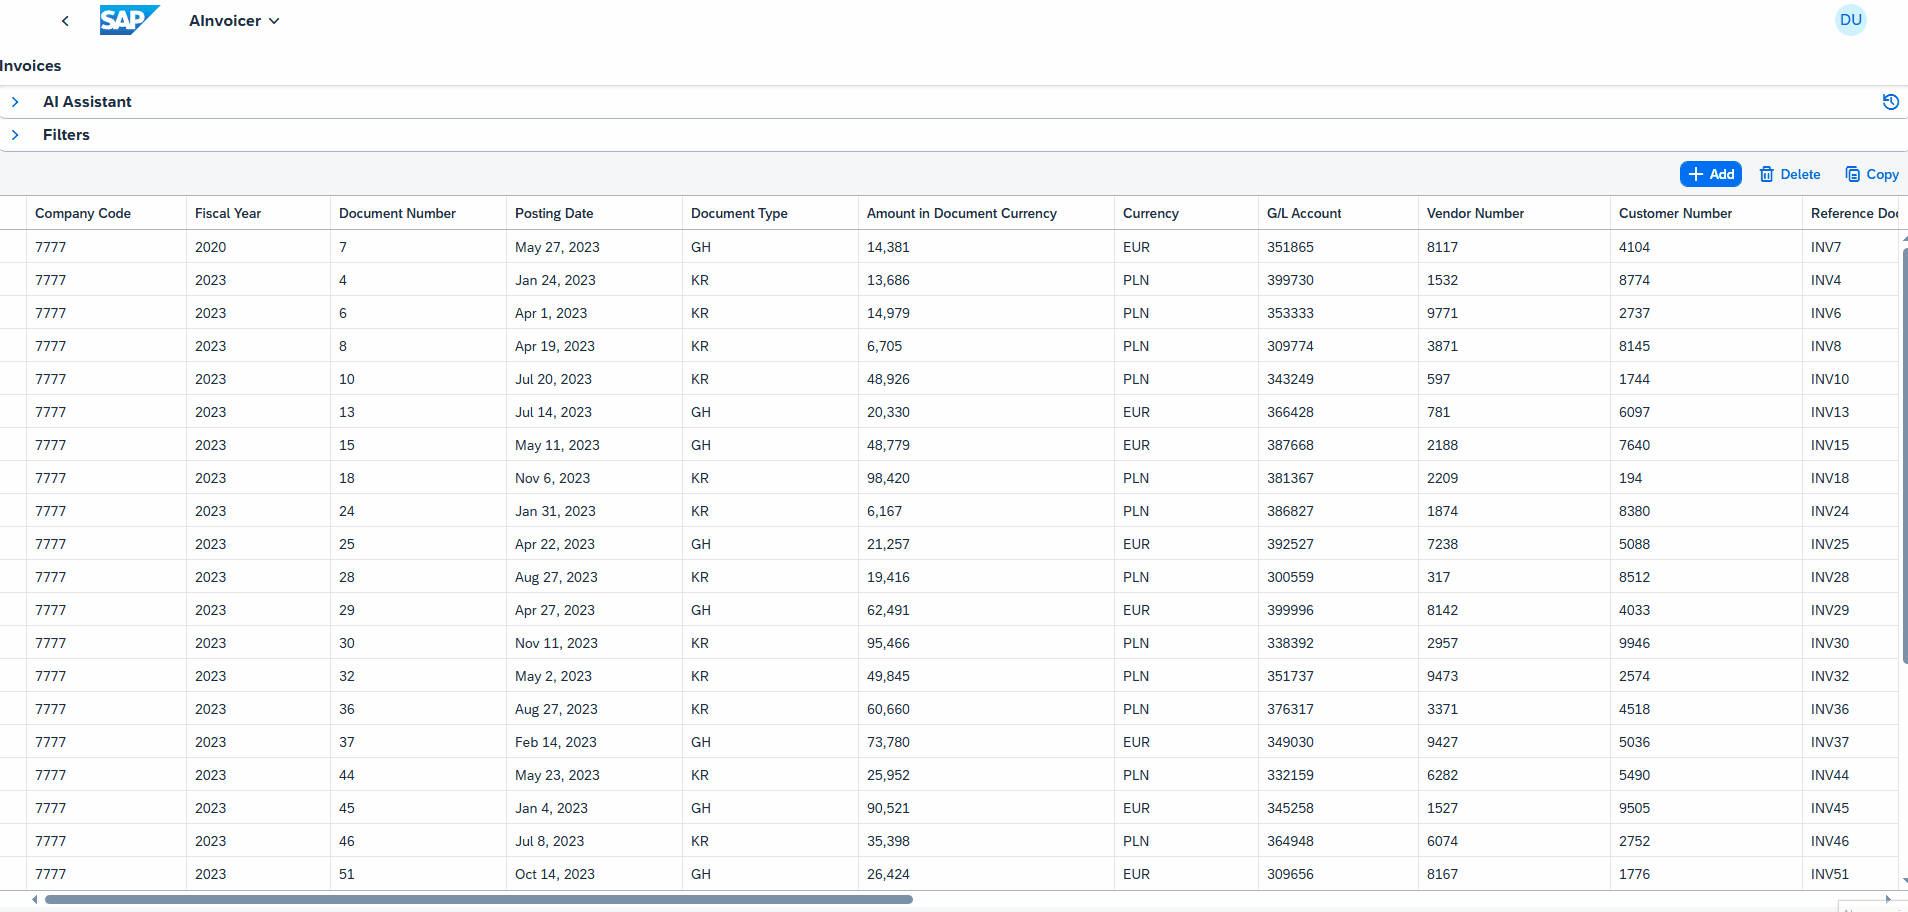 SAP AInvoicer DU
Invoices
AI Assistant
Filters
Add Delete Copy
Company Code Fiscal Year Document Number Posting Date Document Type Amount in Document Currency Currency G/L Account Vendor Number Customer Number Reference Doc
7777 2020 7 May 27, 2023 GH 14,381 EUR 351865 8117 4104 INV7
7777 2023 4 Jan 24, 2023 KR 13,686 PLN 399730 1532 8774 INV4
7777 2023 6 Apr 1, 2023 KR 14,979 PLN 353333 9771 2737 INV6
7777 2023 8 Apr 19, 2023 KR 6,705 PLN 309774 3871 8145 INV8
7777 2023 10 Jul 20, 2023 KR 48,926 PLN 343249 597 1744 INV10
7777 2023 13 Jul 14, 2023 GH 20,330 EUR 366428 781 6097 INV13
7777 2023 15 May 11, 2023 GH 48,779 EUR 387668 2188 7640 INV15
7777 2023 18 Nov 6, 2023 KR 98,420 PLN 381367 2209 194 INV18
7777 2023 24 Jan 31, 2023 KR 6,167 PLN 386827 1874 8380 INV24
7777 2023 25 Apr 22, 2023 GH 21,257 EUR 392527 7238 5088 INV25
7777 2023 28 Aug 27, 2023 KR 19,416 PLN 300559 317 8512 INV28
7777 2023 29 Apr 27, 2023 GH 62,491 EUR 399996 8142 4033 INV29
7777 2023 30 Nov 11, 2023 KR 95,466 PLN 338392 2957 9946 INV30
7777 2023 32 May 2, 2023 KR 49,845 PLN 351737 9473 2574 INV32
7777 2023 36 Aug 27, 2023 KR 60,660 PLN 376317 3371 4518 INV36
7777 2023 37 Feb 14, 2023 GH 73,780 EUR 349030 9427 5036 INV37
7777 2023 44 May 23, 2023 KR 25,952 PLN 332159 6282 5490 INV44
7777 2023 45 Jan 4, 2023 GH 90,521 EUR 345258 1527 9505 INV45
7777 2023 46 Jul 8, 2023 KR 35,398 PLN 364948 6074 2752 INV46
7777 2023 51 Oct 14, 2023 GH 26,424 EUR 309656 8167 1776 INV51